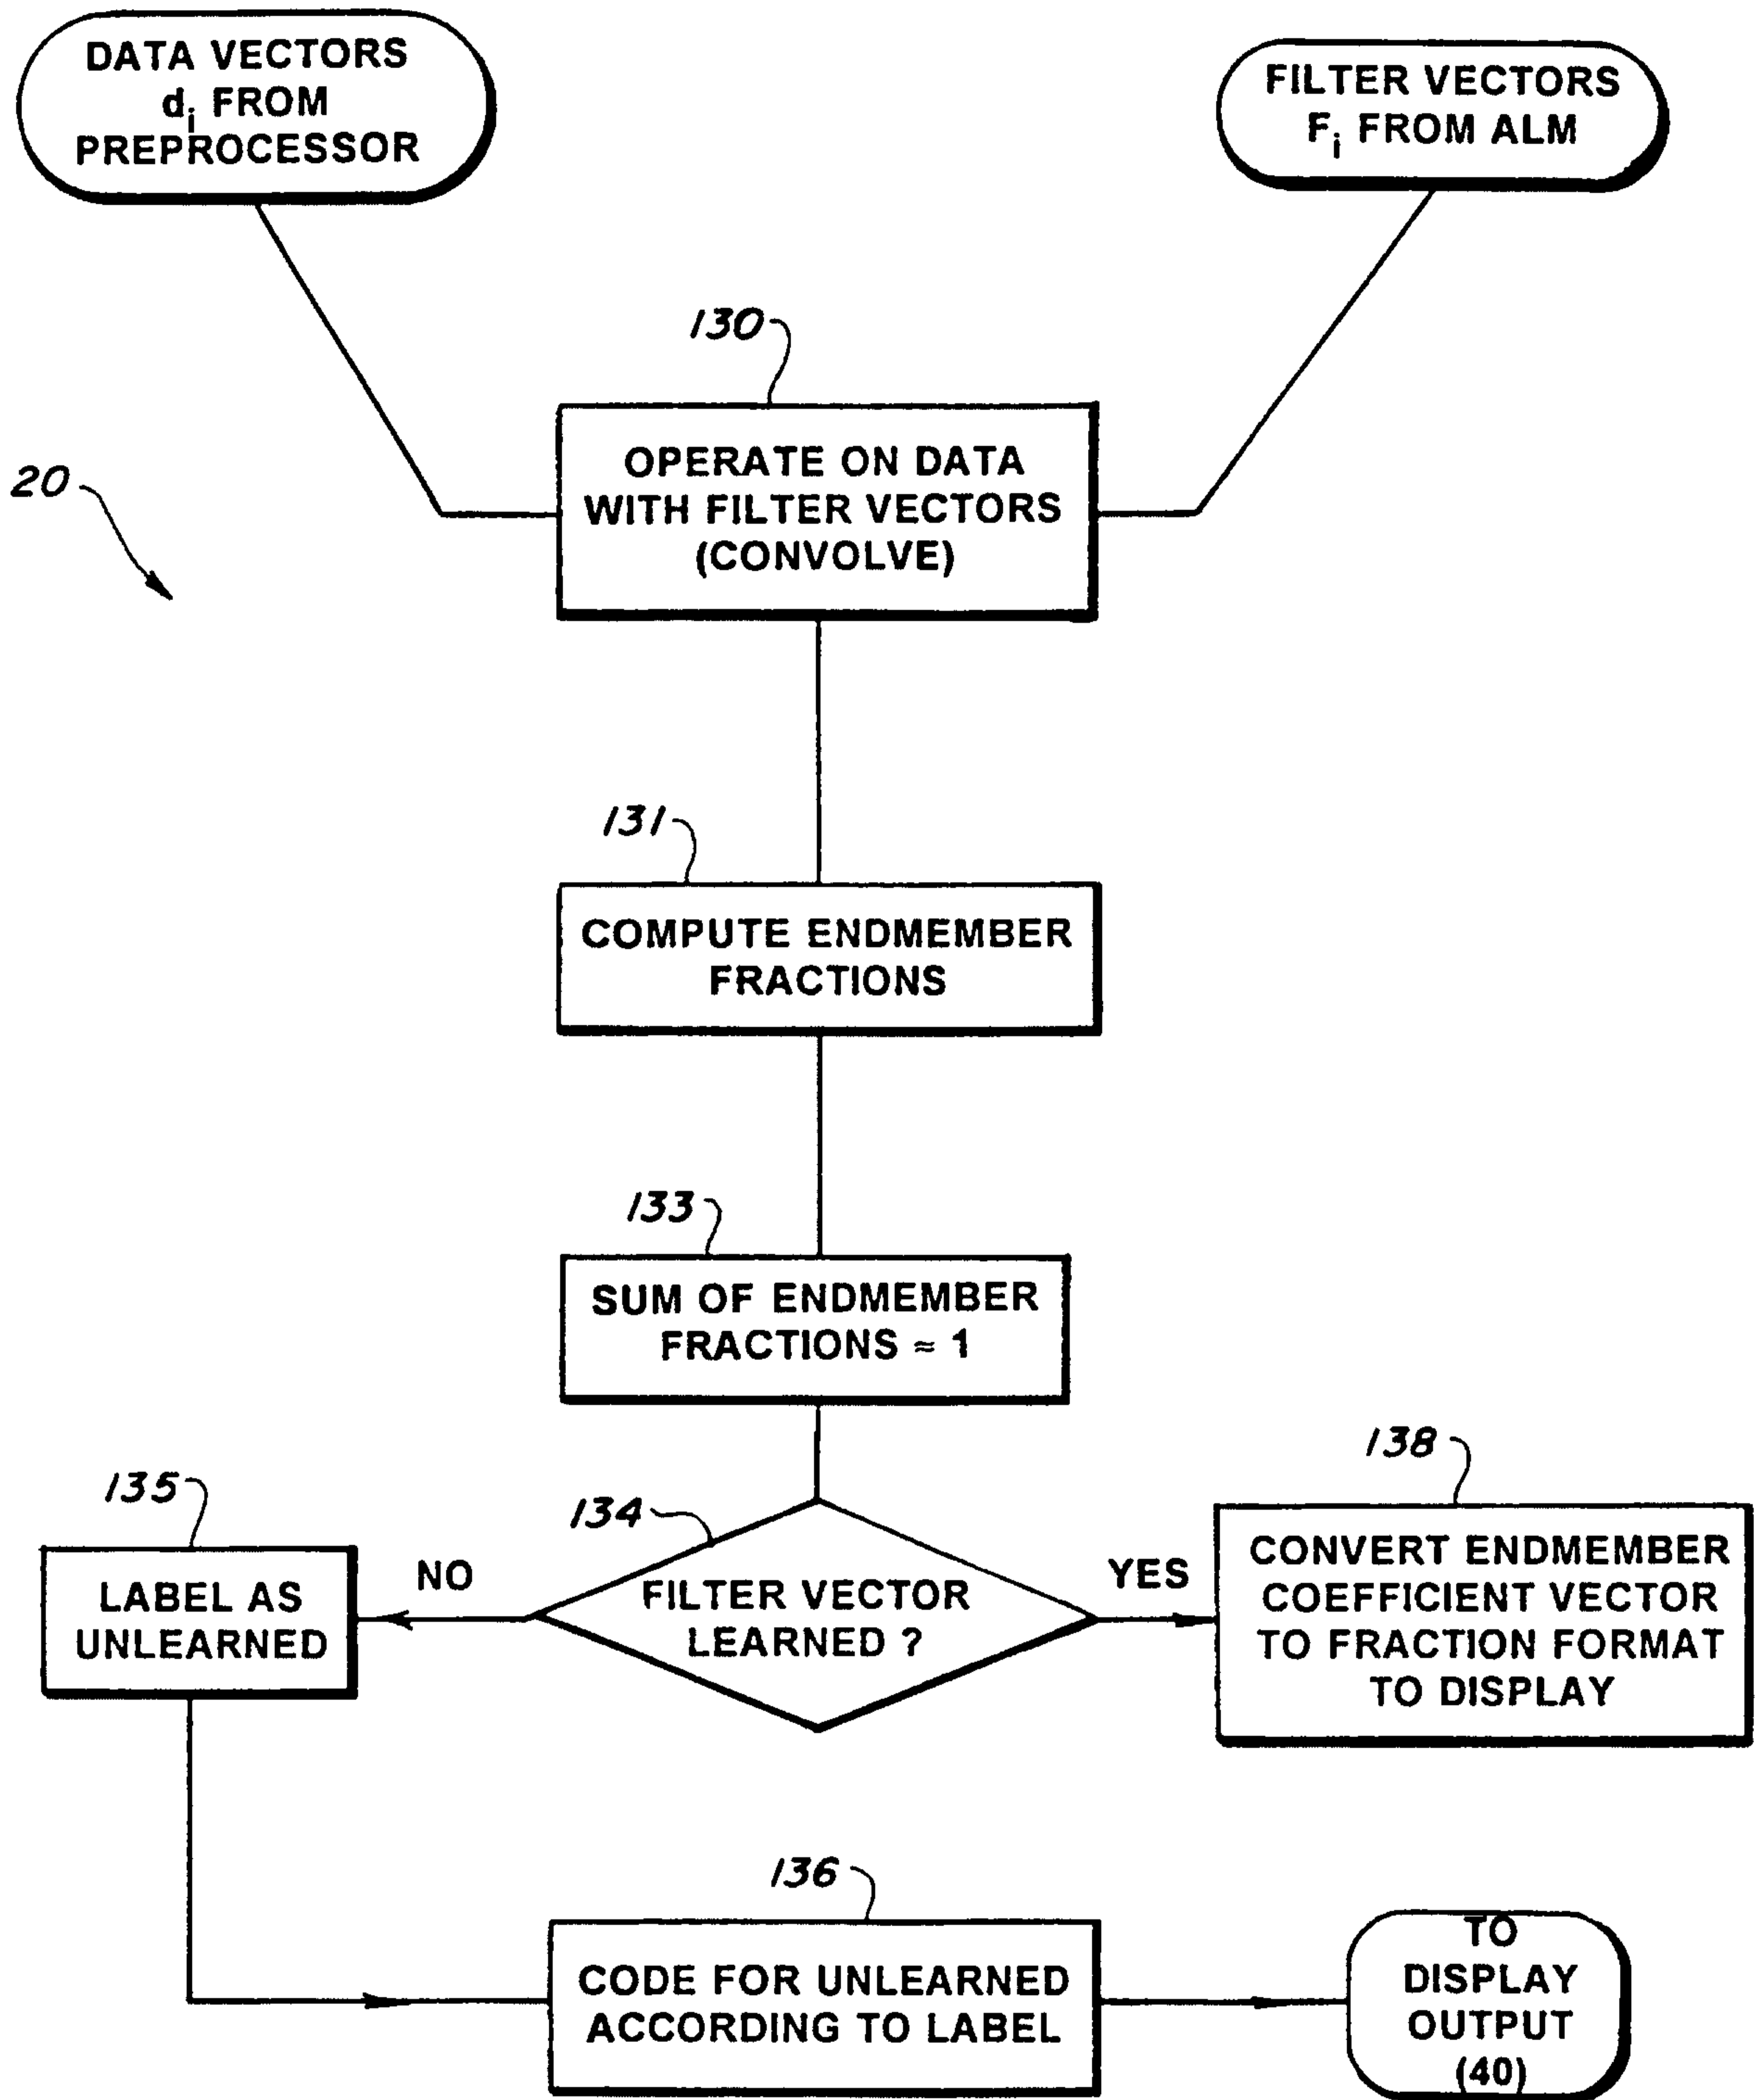 DATA VECTORS
di FROM
PREPROCESSOR
FILTER VECTORS
Fi FROM ALM
130
20
OPERATE ON DATA
WITH FILTER VECTORS
(CONVOLVE)
131
COMPUTE ENDMEMBER
FRACTIONS
133
SUM OF ENDMEMBER
FRACTIONS ≈ 1
135
134
138
LABEL AS
UNLEARNED
NO
FILTER VECTOR
LEARNED ?
YES
CONVERT ENDMEMBER
COEFFICIENT VECTOR
TO FRACTION FORMAT
TO DISPLAY
136
CODE FOR UNLEARNED
ACCORDING TO LABEL
TO
DISPLAY
OUTPUT
(40)